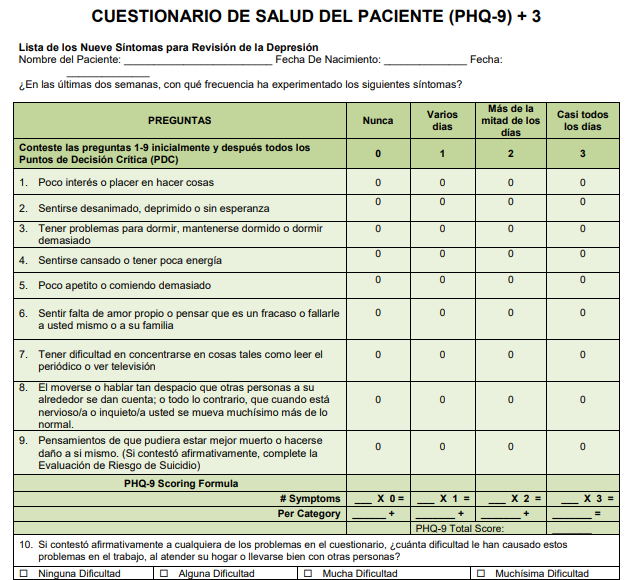 CUESTIONARIO DE SALUD DEL PACIENTE (PHQ-9) + 3
Lista de los Nueve Síntomas para Revisión de la Depresión
Nombre del Paciente: __________________________ Fecha De Nacimiento: ______________ Fecha:
______________
¿En las últimas dos semanas, con qué frecuencia ha experimentado los siguientes síntomas?
PREGUNTAS Nunca Varios dias Más de la mitad de los días Casi todos los días
Conteste las preguntas 1-9 inicialmente y después todos los
Puntos de Decisión Crítica (PDC) 0 1 2 3
1. Poco interés o placer en hacer cosas 0 0 0 0
2. Sentirse desanimado, deprimido o sin esperanza 0 0 0 0
3. Tener problemas para dormir, mantenerse dormido o dormir
demasiado 0 0 0 0
4. Sentirse cansado o tener poca energía 0 0 0 0
5. Poco apetito o comiendo demasiado 0 0 0 0
6. Sentir falta de amor propio o pensar que es un fracaso o fallarle
a usted mismo o a su familia 0 0 0 0
7. Tener dificultad en concentrarse en cosas tales como leer el
periódico o ver televisión 0 0 0 0
8. El moverse o hablar tan despacio que otras personas a su
alrededor se dan cuenta; o todo lo contrario, que cuando está
nervioso/a o inquieto/a usted se mueva muchísimo más de lo
normal. 0 0 0 0
9. Pensamientos de que pudiera estar mejor muerto o hacerse
daño a si mismo. (Si contestó afirmativamente, complete la
Evaluación de Riesgo de Suicidio) 0 0 0 0
PHQ-9 Scoring Formula
# Symptoms ___ X 0 = ___ X 1 = ___ X 2 = ___ X 3 =
Per Category ______ + _______ + _______ + _______ =
PHQ-9 Total Score: _______
10. Si contestó afirmativamente a cualquiera de los problemas en el cuestionario, ¿cuánta dificultad le han causado estos
problemas en el trabajo, al atender su hogar o llevarse bien con otras personas?
☐ Ninguna Dificultad ☐ Alguna Dificultad ☐ Mucha Dificultad ☐ Muchísima Dificultad